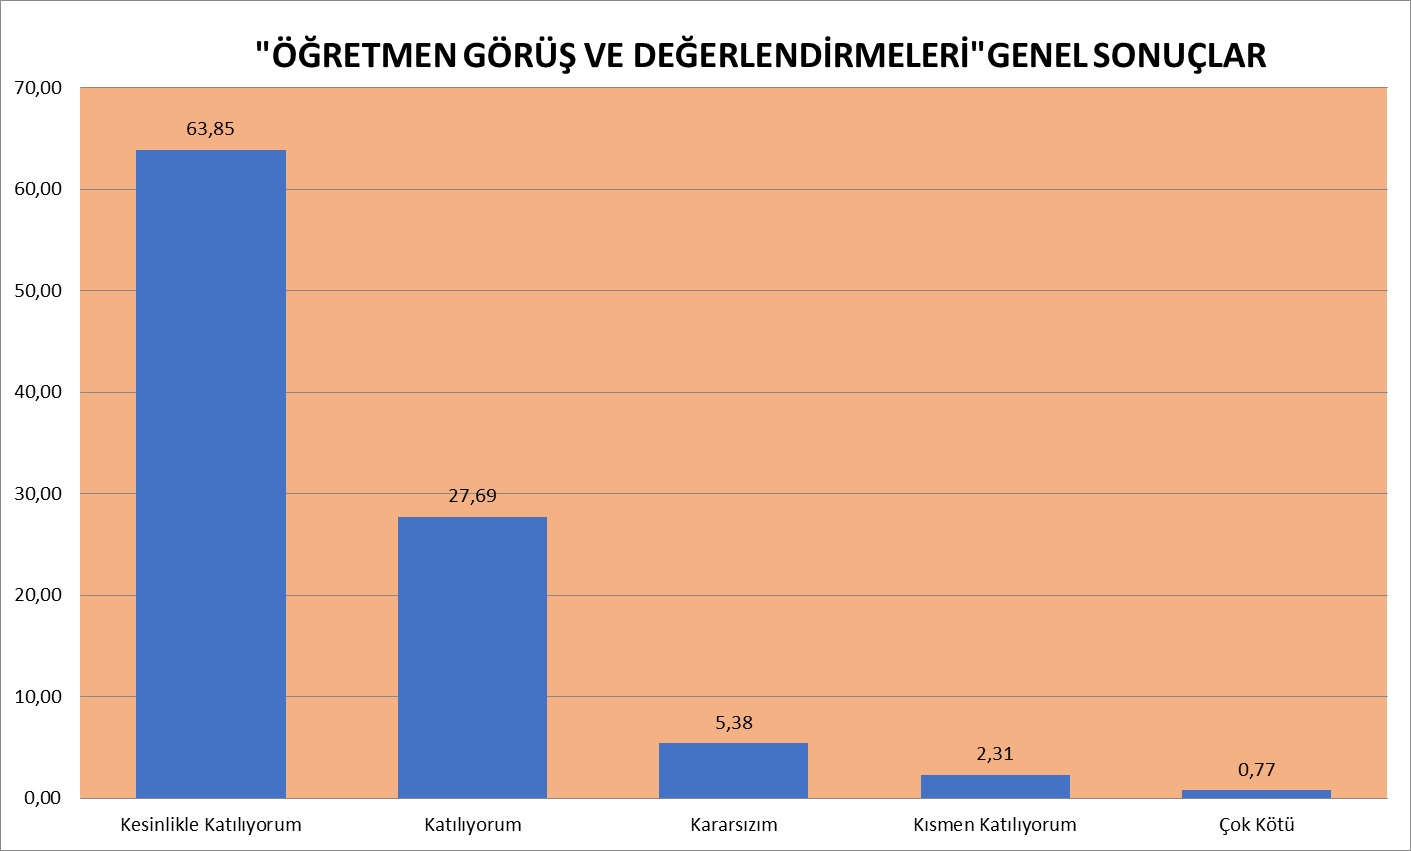 "ÖĞRETMEN GÖRÜŞ VE DEĞERLENDİRMELERİ"GENEL SONUÇLAR
70,00
60,00
50,00
40,00
30,00
20,00
10,00
0,00
63,85
27,69
5,38
2,31
0,77
Kesinlikle Katılıyorum
Katılıyorum
Kararsızım
Kısmen Katılıyorum
Çok Kötü